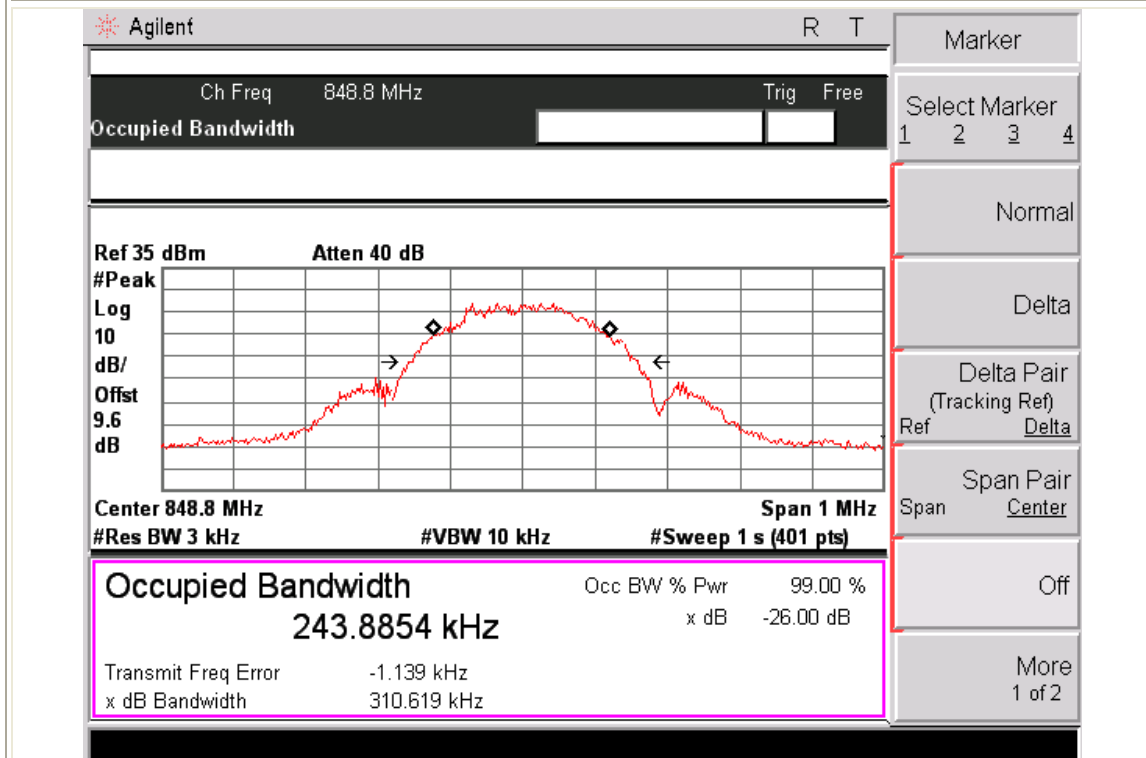 Agilent R T
Ch Freq 848.8 MHz Trig Free
Occupied Bandwidth
Ref 35 dBm Atten 40 dB
#Peak
Log
10
dB/
Offst
9.6
dB
Center 848.8 MHz Span 1 MHz
#Res BW 3 kHz #VBW 10 kHz #Sweep 1 s (401 pts)
Occupied Bandwidth Occ BW % Pwr 99.00 %
243.8854 kHz x dB -26.00 dB
Transmit Freq Error -1.139 kHz
x dB Bandwidth 310.619 kHz
Marker
Select Marker
1 2 3 4
Normal
Delta
Delta Pair
(Tracking Ref)
Ref Delta
Span Pair
Span Center
Off
More
1 of 2